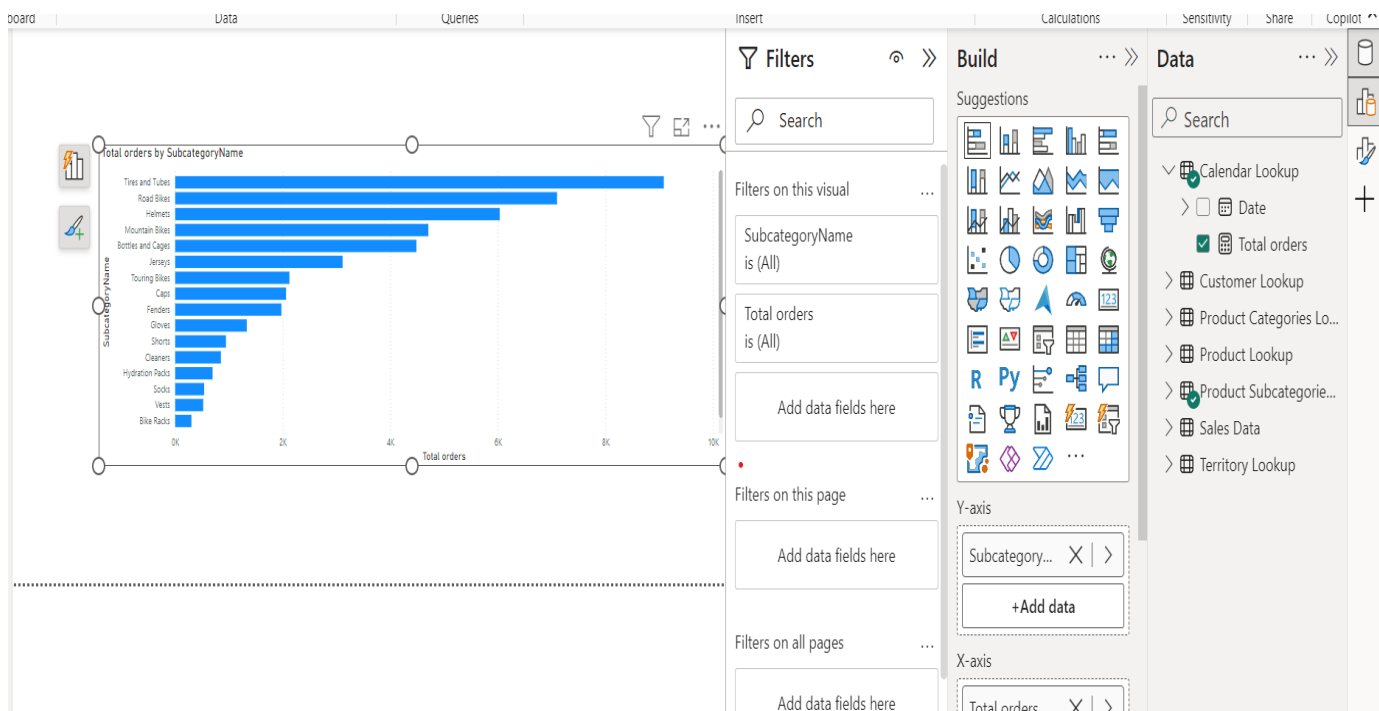 board Data Queries Insert Calculations Sensitivity Share Copilot
Filters
Search
Filters on this visual ...
SubcategoryName
is (All)
Total orders
is (All)
Add data fields here
Filters on this page ...
Add data fields here
Filters on all pages ...
Add data fields here
Build ...
Suggestions
123
R Py
123
...
Y-axis
Subcategory...
+Add data
X-axis
Total orders
Data ...
Search
Calendar Lookup
Date
Total orders
Customer Lookup
Product Categories Lo...
Product Lookup
Product Subcategorie...
Sales Data
Territory Lookup
Total orders by SubcategoryName
SubcategoryName
Tires and Tubes
Road Bikes
Helmets
Mountain Bikes
Bottles and Cages
Jerseys
Touring Bikes
Caps
Fenders
Gloves
Shorts
Cleaners
Hydration Packs
Socks
Vests
Bike Racks
0K 2K 4K 6K 8K 10K
Total orders